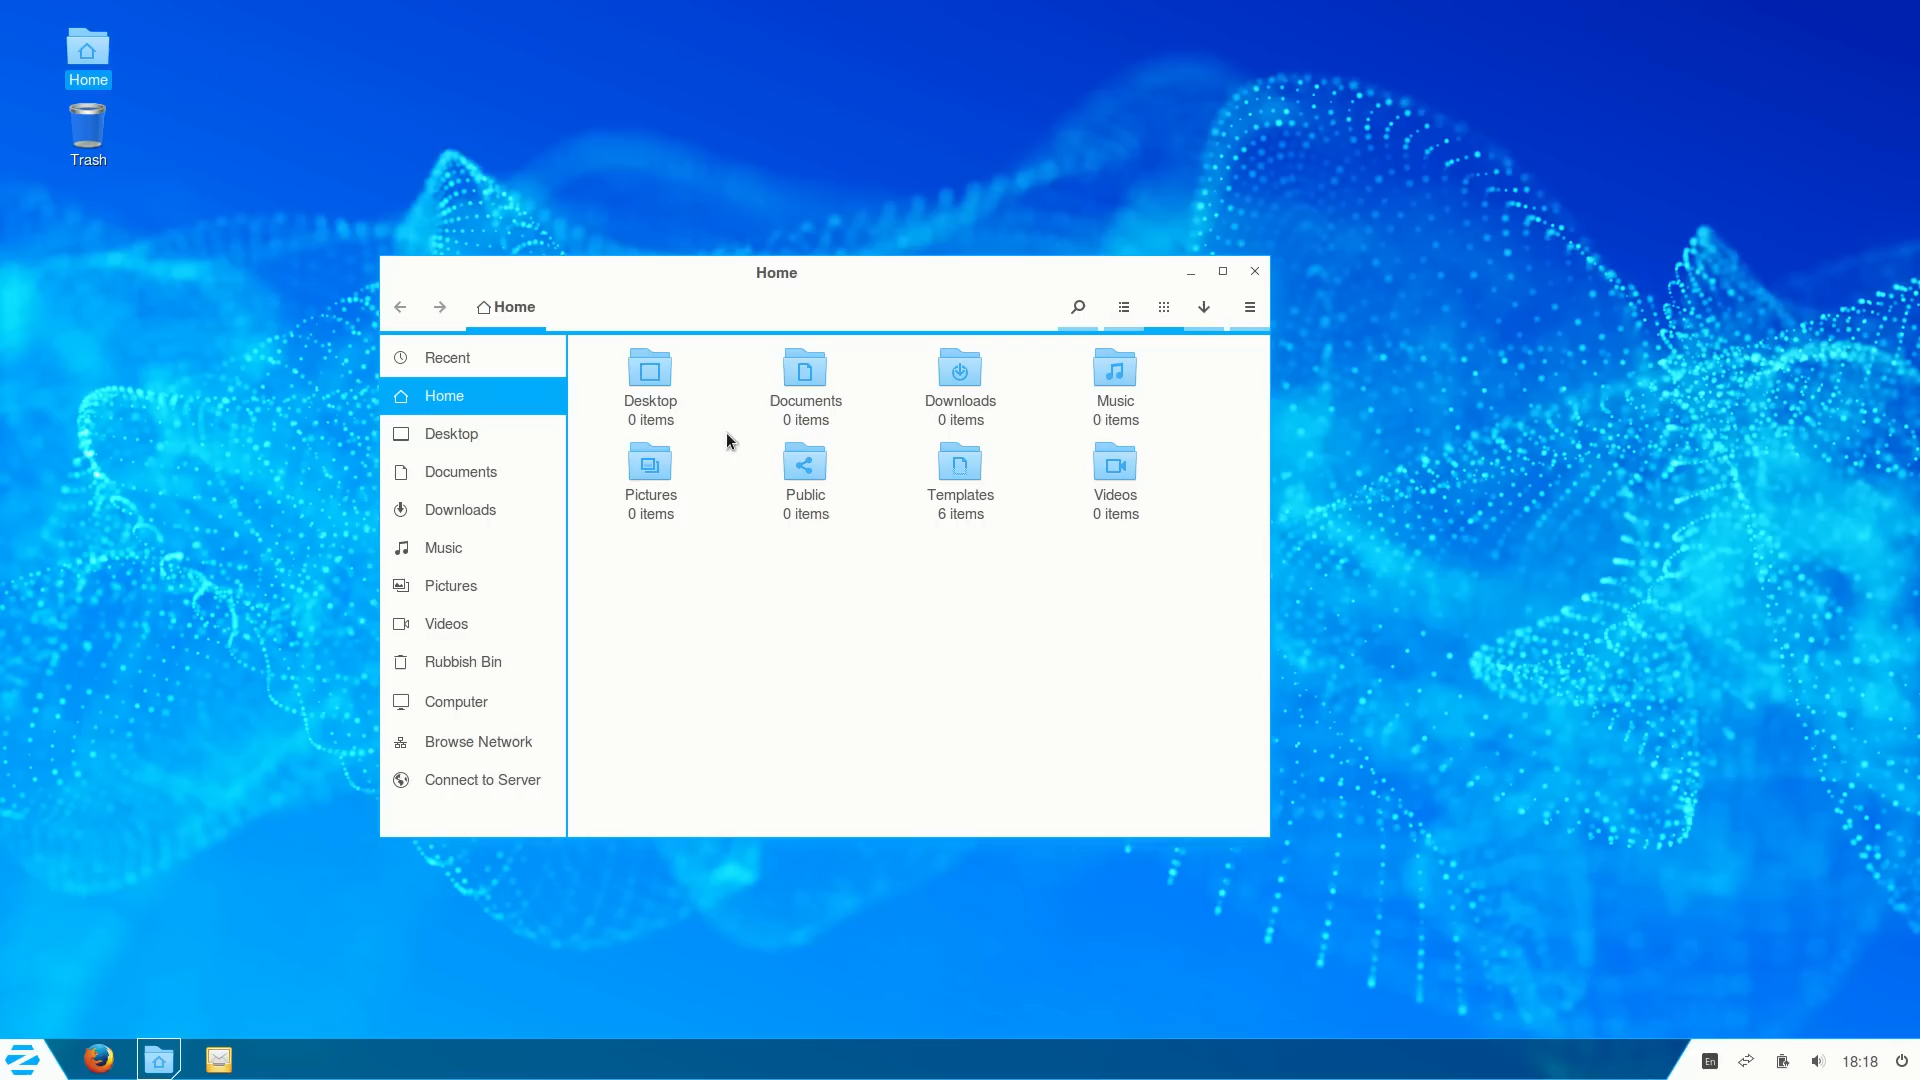 Home
Trash
Home
Home
Recent
Home
Desktop
Documents
Downloads
Music
Pictures
Videos
Rubbish Bin
Computer
Browse Network
Connect to Server
Desktop
0 items
Documents
0 items
Downloads
0 items
Music
0 items
Pictures
0 items
Public
0 items
Templates
6 items
Videos
0 items
En
18:18